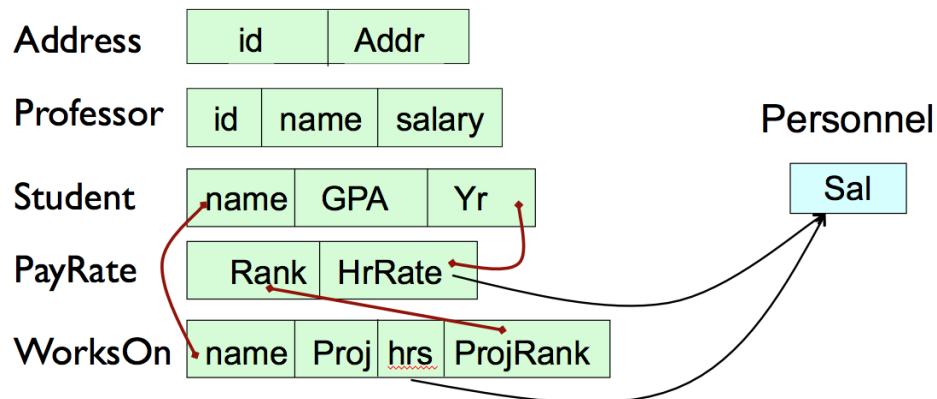 Address id Addr
Professor id name salary
Personnel
Student name GPA Yr
Sal
PayRate Rank HrRate
WorksOn name Proj hrs ProjRank